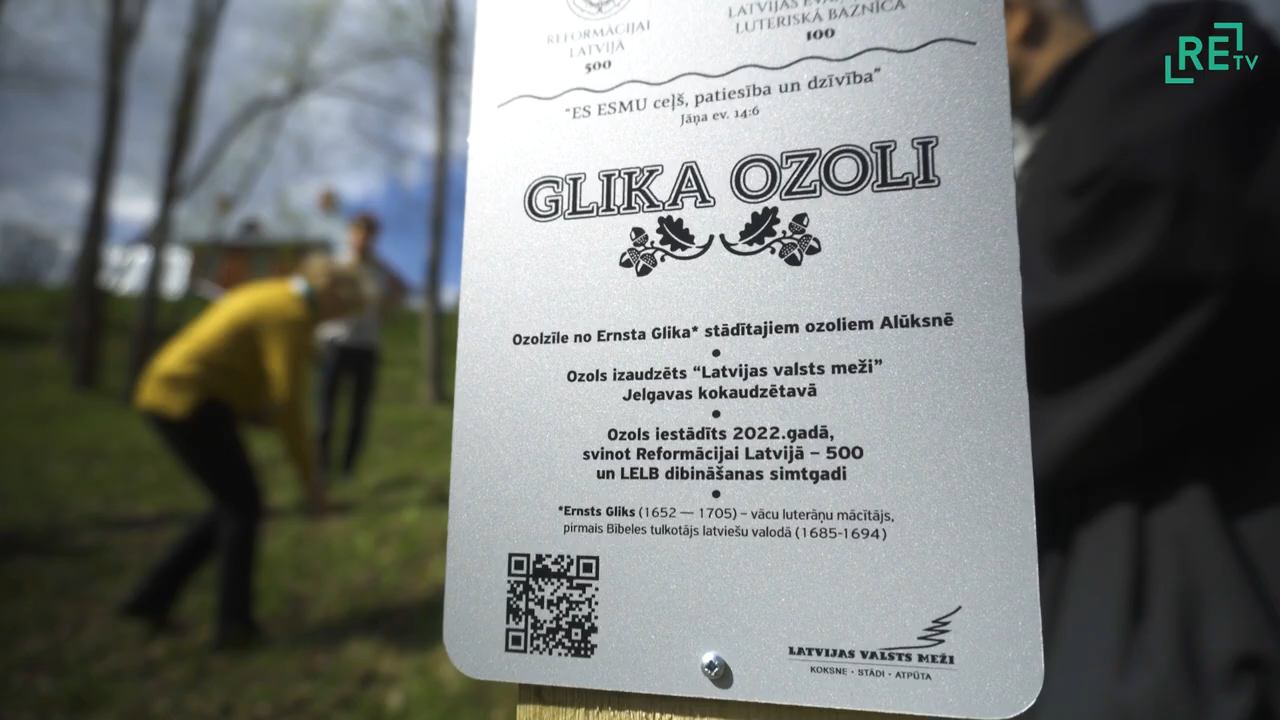 REFORMĀCIJAI
LATVIJĀ
500
LATVIJAS
LUTERISKĀ BAZNĪCA
100
"ES ESMU ceļš, patiesība un dzīvība"
Jāņa ev. 14:6
GLIKA OZOLI
Ozolzīle no Ernsta Glika* stādītajiem ozoliem Alūksnē
•
Ozols izaudzēts “Latvijas valsts meži”
Jelgavas kokaudzētavā
•
Ozols iestādīts 2022.gadā,
svinot Reformācijai Latvijā – 500
un LELB dibināšanas simtgadi
•
*Ernsts Gliks (1652 — 1705) – vācu luterāņu mācītājs,
pirmais Bībeles tulkotājs latviešu valodā (1685-1694)
LATVIJAS VALSTS MEŽI
KOKSNE • STĀDI • ATPŪTA
RE TV